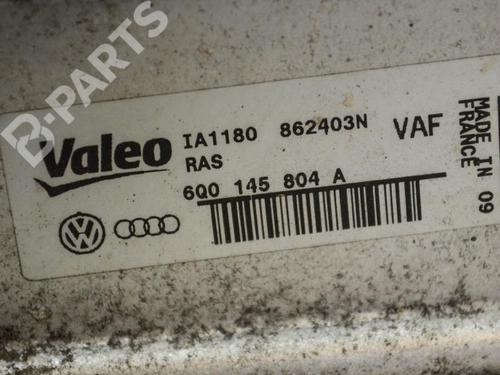 B-PARTS
Valeo
IA1180 862403N VAF
RAS
6Q0 145 804 A
MADE IN
FRANCE 09